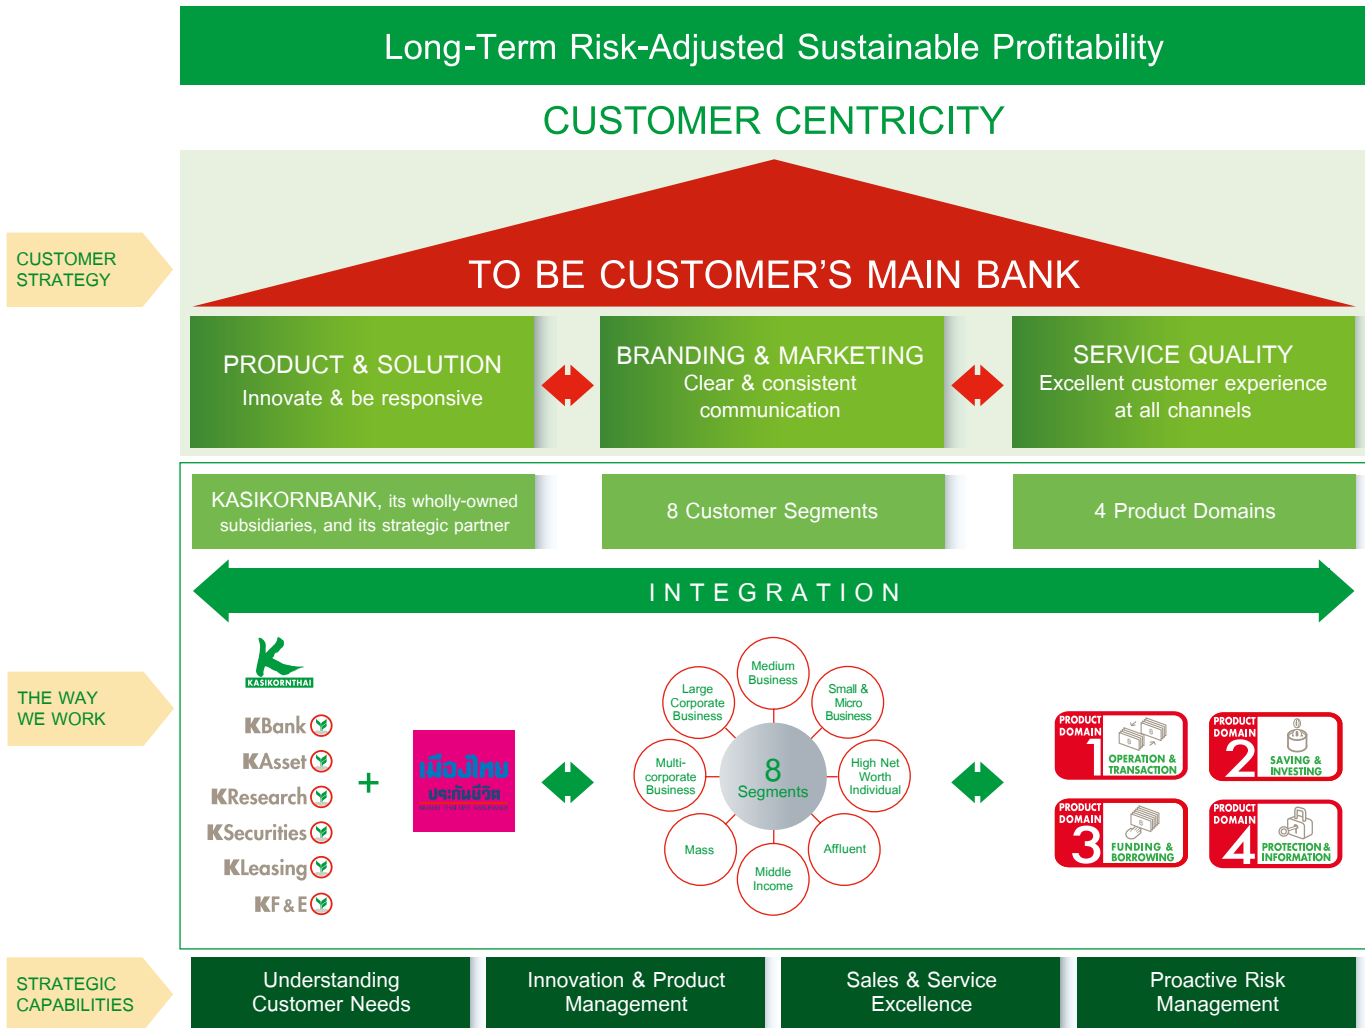 Long-Term Risk-Adjusted Sustainable Profitability
CUSTOMER CENTRICITY
CUSTOMER
STRATEGY
TO BE CUSTOMER'S MAIN BANK
PRODUCT & SOLUTION
Innovate & be responsive
BRANDING & MARKETING
Clear & consistent
communication
SERVICE QUALITY
Excellent customer experience
at all channels
KASIKORNBANK, its wholly-owned
subsidiaries, and its strategic partner
8 Customer Segments
4 Product Domains
INTEGRATION
THE WAY
WE WORK
K
KASIKORNTHAI
KBank
KAsset
KResearch
KSecurities
KLeasing
KF & E
+
เมืองไทย
ประกันชีวิต
8
Segments
Medium
Business
Small &
Micro
Business
High Net
Worth
Individual
Affluent
Middle
Income
Mass
Multi-
corporate
Business
Large
Corporate
Business
PRODUCT
DOMAIN
1
OPERATION &
TRANSACTION
PRODUCT
DOMAIN
2
SAVING &
INVESTING
PRODUCT
DOMAIN
3
FUNDING &
BORROWING
PRODUCT
DOMAIN
4
PROTECTION &
INFORMATION
STRATEGIC
CAPABILITIES
Understanding
Customer Needs
Innovation & Product
Management
Sales & Service
Excellence
Proactive Risk
Management